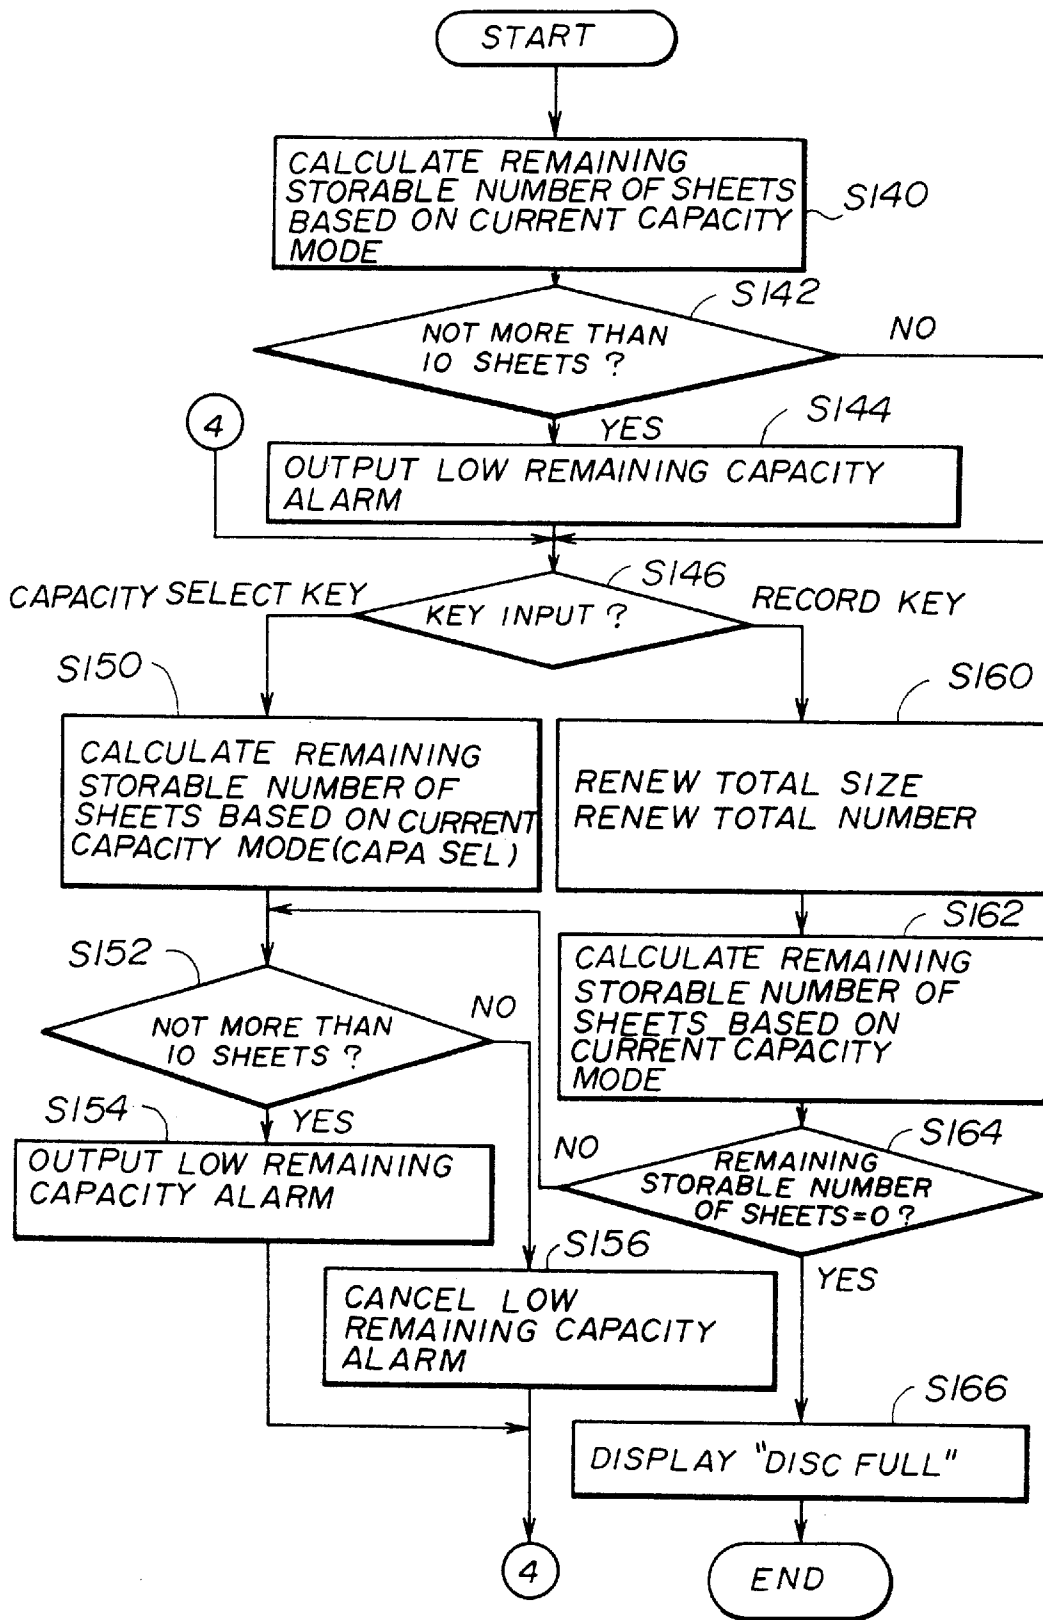 START
CALCULATE REMAINING
STORABLE NUMBER OF SHEETS
BASED ON CURRENT CAPACITY
MODE
S140
S142
NOT MORE THAN
10 SHEETS ?
NO
YES
S144
4
OUTPUT LOW REMAINING CAPACITY
ALARM
S146
CAPACITY SELECT KEY
KEY INPUT ?
RECORD KEY
S150
S160
CALCULATE REMAINING
STORABLE NUMBER OF
SHEETS BASED ON CURRENT
CAPACITY MODE (CAPA SEL)
RENEW TOTAL SIZE
RENEW TOTAL NUMBER
S162
S152
NOT MORE THAN
10 SHEETS ?
NO
YES
CALCULATE REMAINING
STORABLE NUMBER OF
SHEETS BASED ON
CURRENT CAPACITY
MODE
S154
OUTPUT LOW REMAINING
CAPACITY ALARM
S164
NO
REMAINING
STORABLE NUMBER
OF SHEETS=0 ?
YES
S156
CANCEL LOW
REMAINING CAPACITY
ALARM
S166
DISPLAY "DISC FULL"
4
END